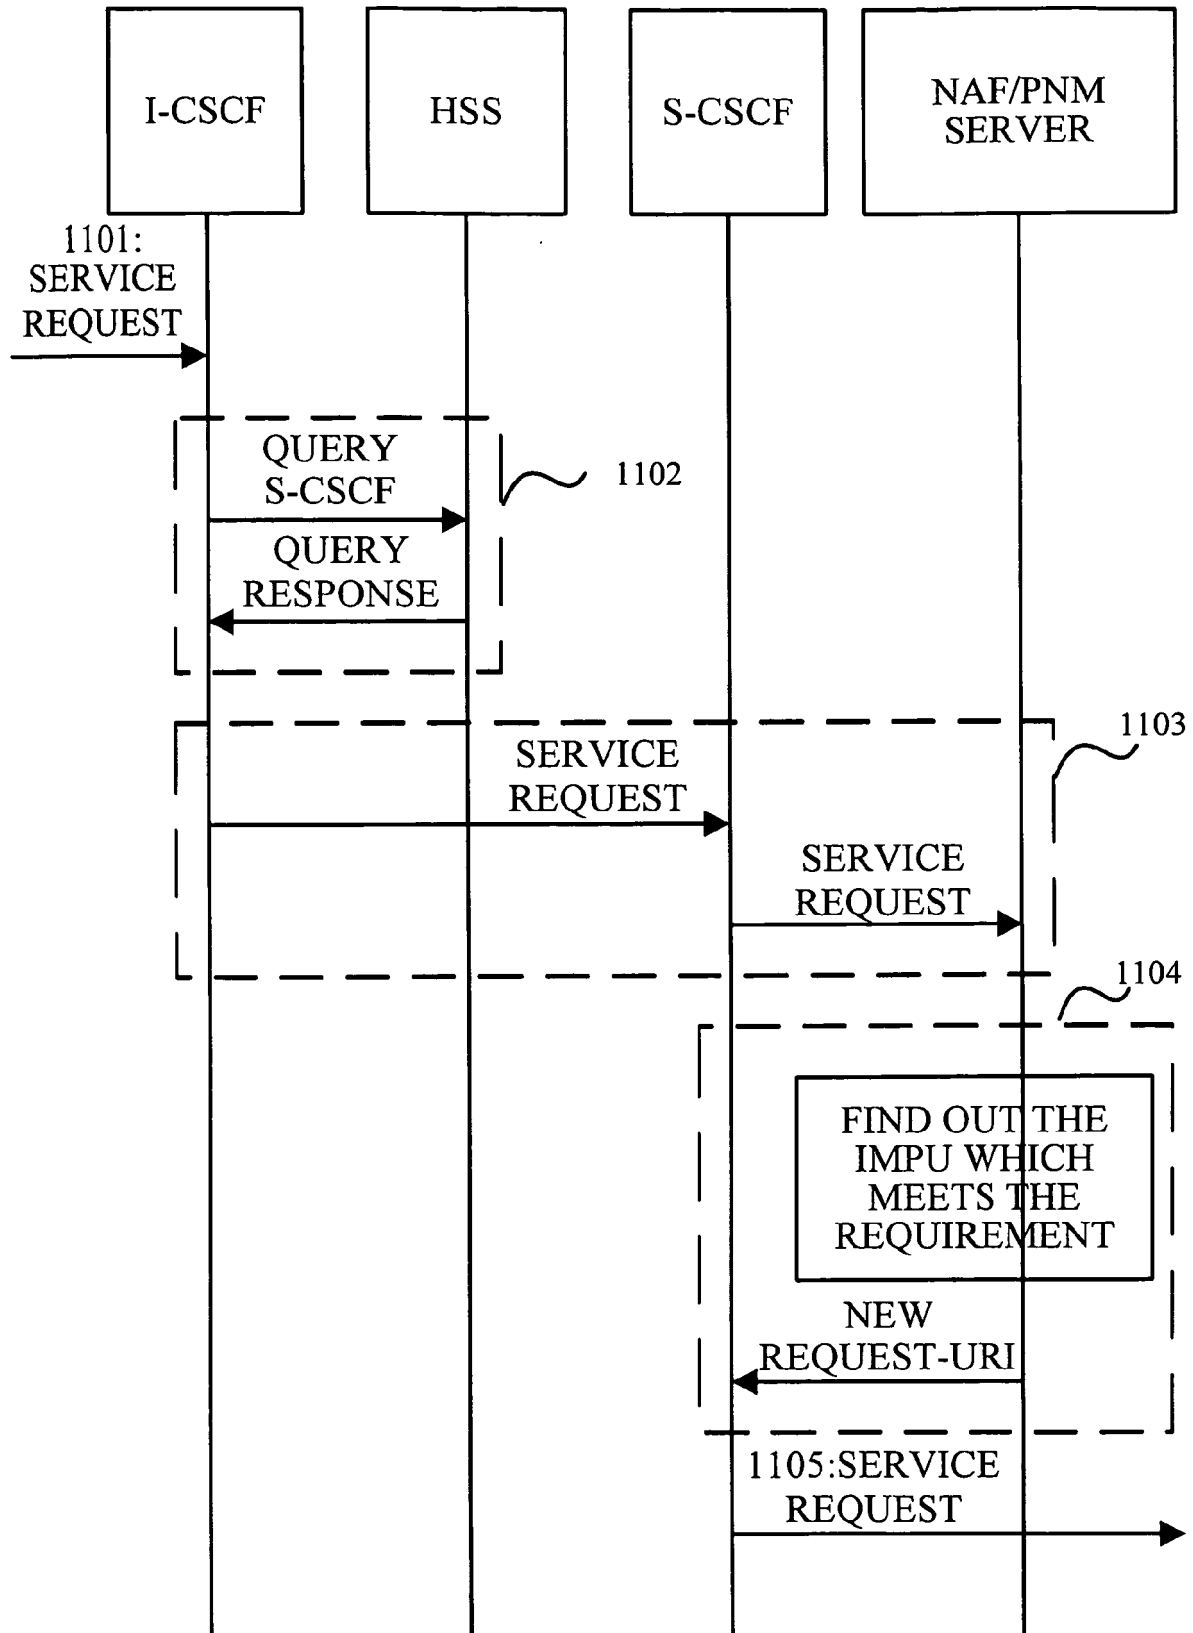 I-CSCF
HSS
S-CSCF
NAF/PNM
SERVER
1101:
SERVICE
REQUEST
QUERY
S-CSCF
1102
QUERY
RESPONSE
1103
SERVICE
REQUEST
SERVICE
REQUEST
1104
FIND OUT THE
IMPU WHICH
MEETS THE
REQUIREMENT
NEW
REQUEST-URI
1105:SERVICE
REQUEST